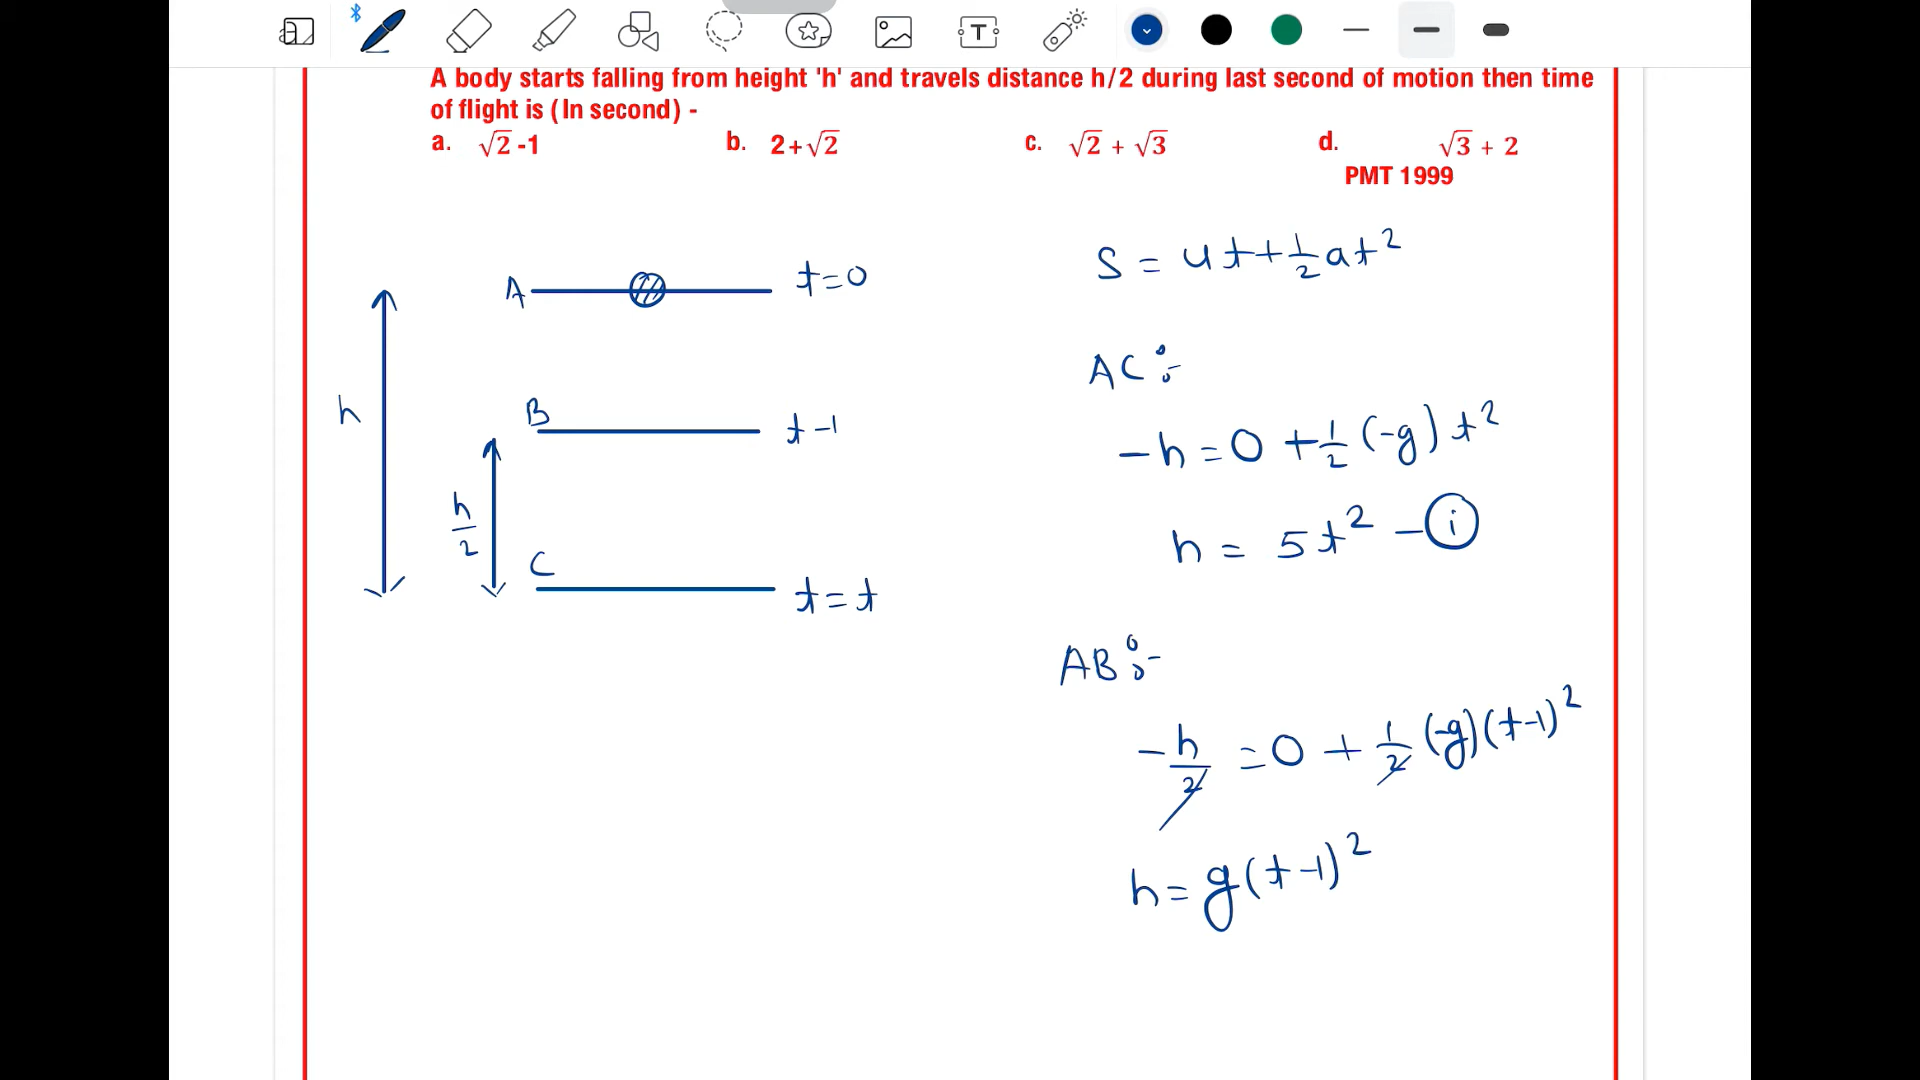 A body starts falling from height 'h' and travels distance h/2 during last second of motion then time
of flight is (In second) -
a. √2 -1 b. 2+√2 c. √2 + √3 d. √3 + 2
PMT 1999
A t=0
h
B t-1
h/2
C t=t
S = ut+½at²
AC:-
-h=0+½(-g)t²
h = 5t² -(i)
AB:-
-h/2 =0+½(-g)(t-1)²
h=g(t-1)²